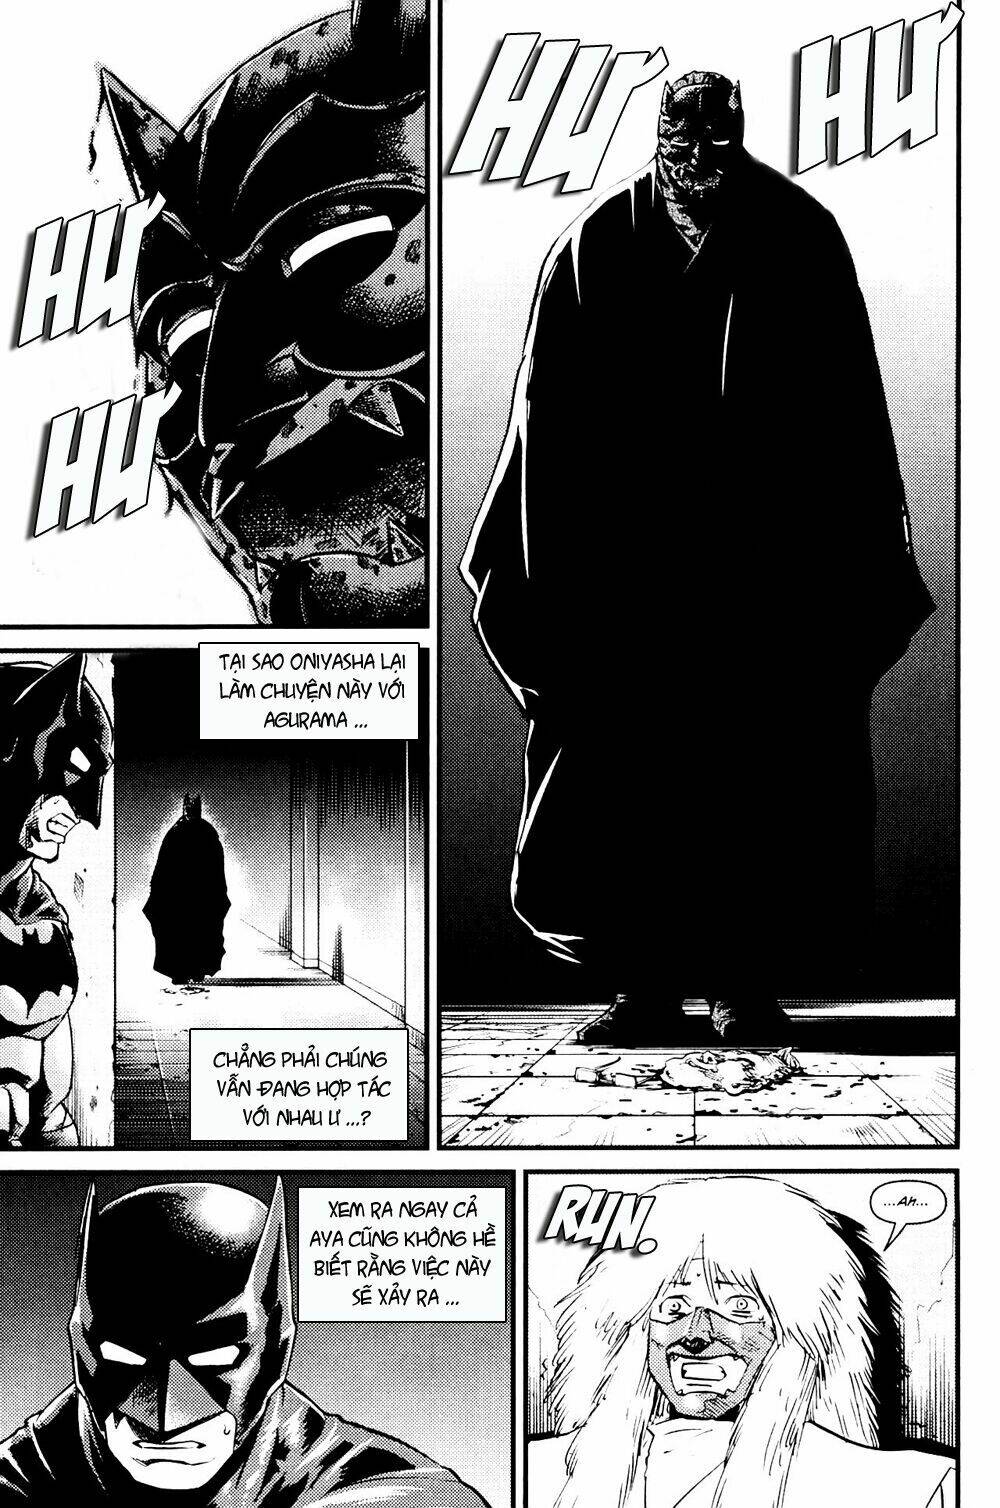 HƯ
HƯ
HƯ
HƯ
TẠI SAO ONIYASHA LẠI
LÀM CHUYỆN NÀY VỚI
AGURAMA ...
CHẲNG PHẢI CHÚNG
VẪN ĐANG HỢP TÁC
VỚI NHAU Ư ...?
XEM RA NGAY CẢ
AYA CŨNG KHÔNG HỀ
BIẾT RẰNG VIỆC NÀY
SẼ XẢY RA ...
RUN.
...Ah...